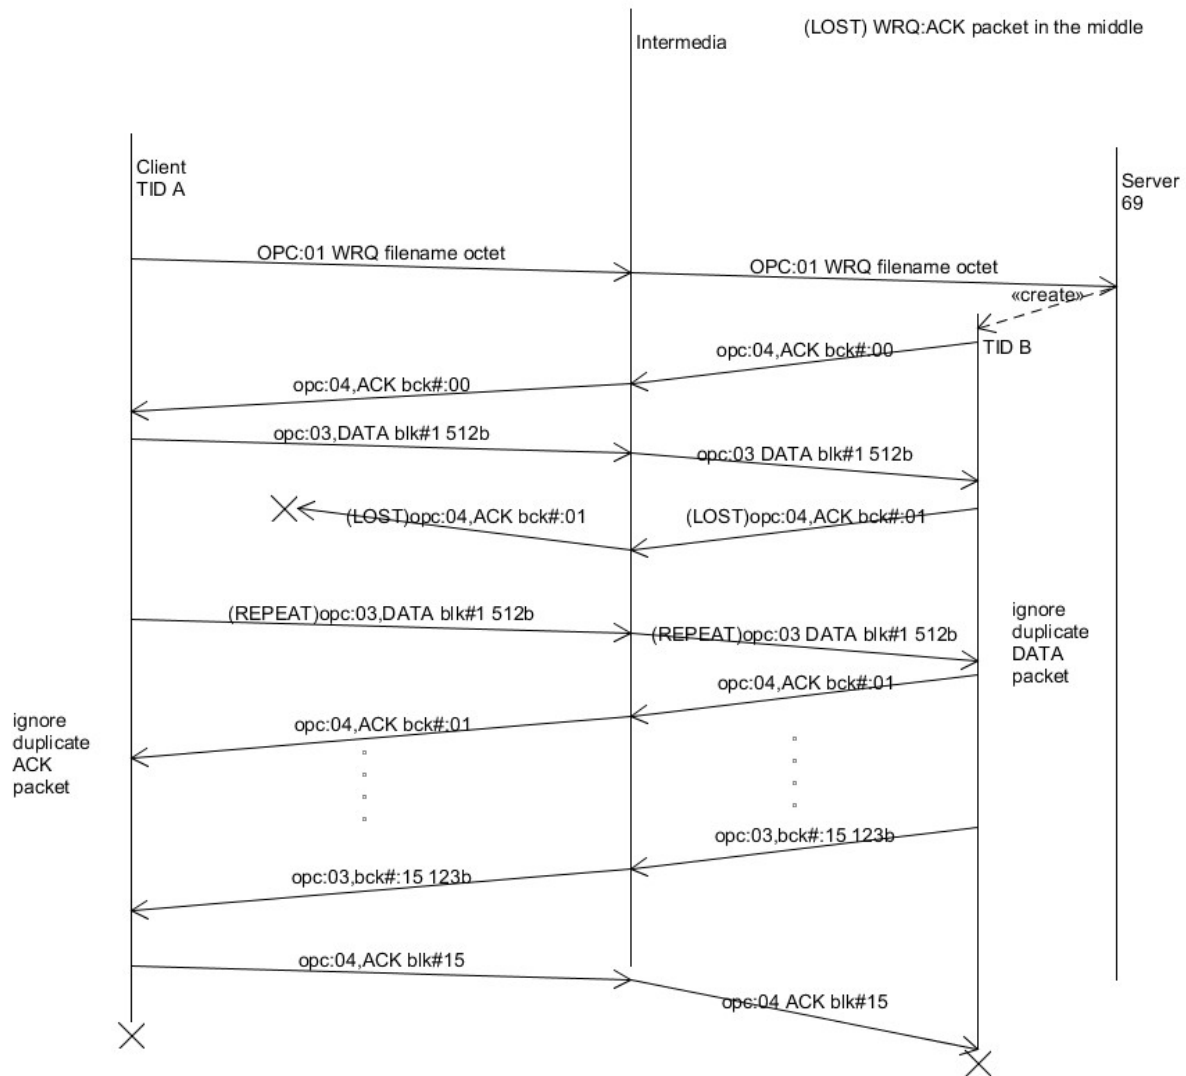 (LOST) WRQ:ACK packet in the middle
Intermedia
Client
TID A
Server
69
OPC:01 WRQ filename octet
OPC:01 WRQ filename octet
«create»
TID B
opc:04,ACK bck#:00
opc:04,ACK bck#:00
opc:03,DATA blk#1 512b
opc:03 DATA blk#1 512b
(LOST)opc:04,ACK bck#:01
(LOST)opc:04,ACK bck#:01
(REPEAT)opc:03,DATA blk#1 512b
(REPEAT)opc:03 DATA blk#1 512b
ignore
duplicate
DATA
packet
opc:04,ACK bck#:01
opc:04,ACK bck#:01
ignore
duplicate
ACK
packet
opc:03,bck#:15 123b
opc:03,bck#:15 123b
opc:04,ACK blk#15
opc:04 ACK blk#15